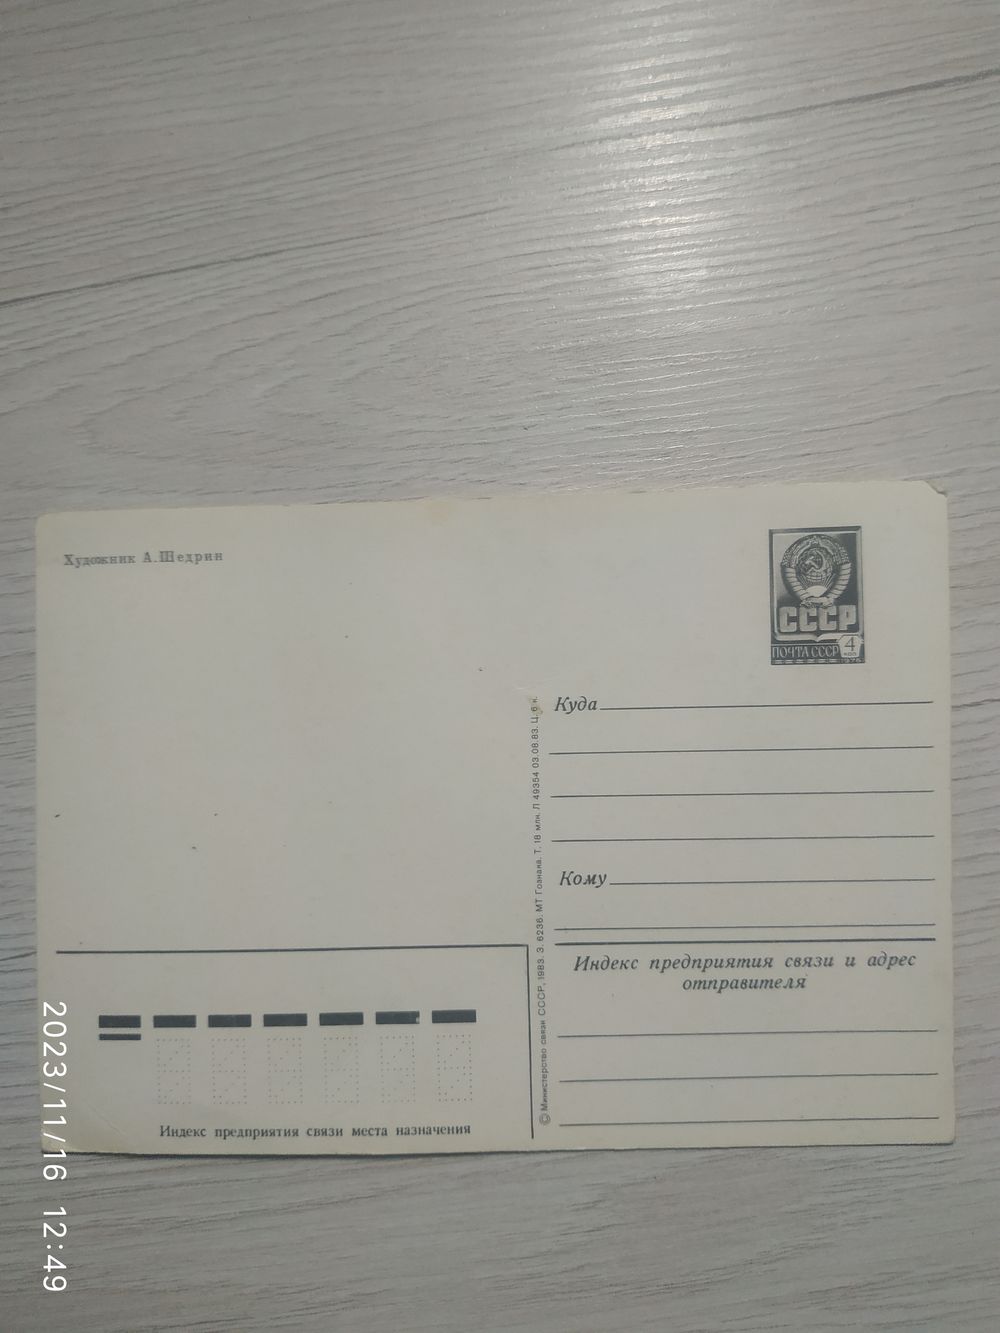 Художник А.Щедрин
СССР
ПОЧТА СССР 4
КОП
1976
Куда
Кому
Индекс предприятия связи и адрес
отправителя
© Министерство связи СССР, 1983. З. 6236. МТ Гознака. Т. 18 млн. Л 49354 03.08.83. Ц. 6 к.
Индекс предприятия связи места назначения
2023/11/16 12:49